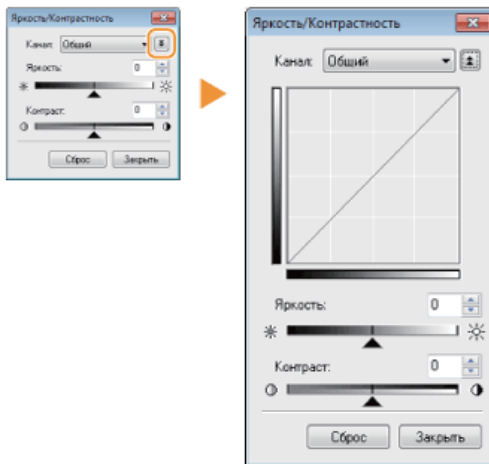 Яркость/Контрастность
Канал: Общий
Яркость: 0
Контраст: 0
Сброс Закрыть
Яркость/Контрастность
Канал: Общий
Яркость: 0
Контраст: 0
Сброс Закрыть